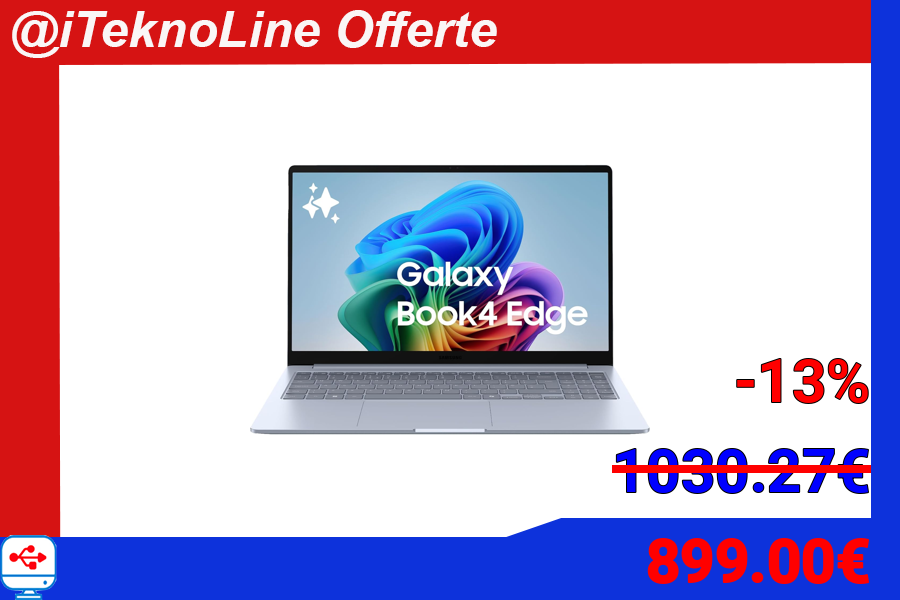 @iTeknoLine Offerte
Galaxy
Book4 Edge
-13%
1030.27€
899.00€